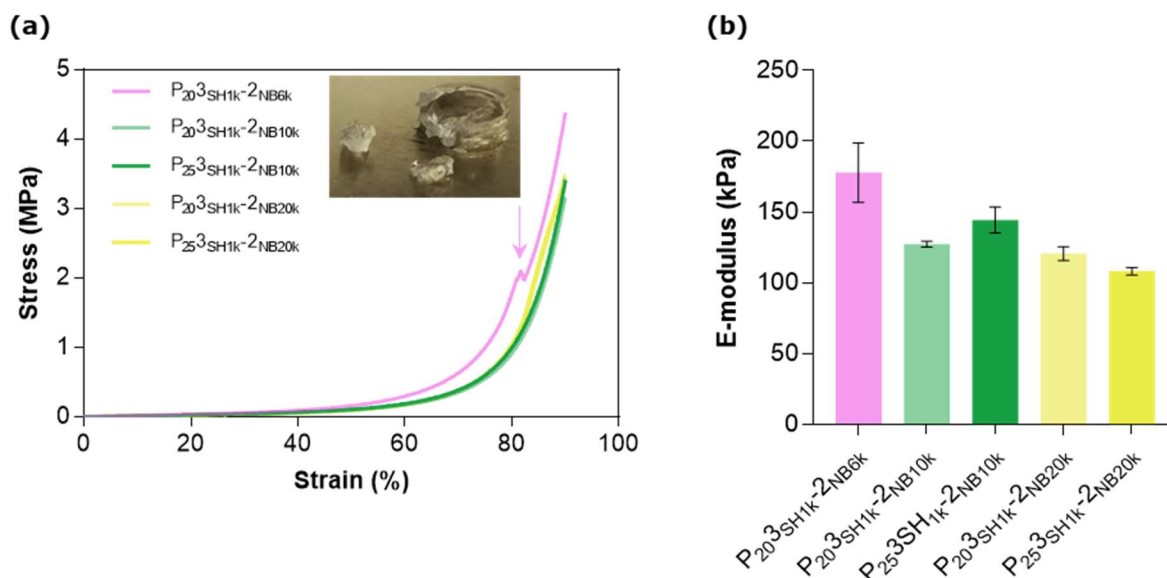 (a)
Stress (MPa)
5
4
3
2
1
0
P₂₀3SH1k-2NB6k
P₂₀3SH1k-2NB10k
P₂₅3SH1k-2NB10k
P₂₀3SH1k-2NB20k
P₂₅3SH1k-2NB20k
0 20 40 60 80 100
Strain (%)
(b)
E-modulus (kPa)
250
200
150
100
50
0
P₂₀3SH1k-2NB6k
P₂₀3SH1k-2NB10k
P₂₅3SH1k-2NB10k
P₂₀3SH1k-2NB20k
P₂₅3SH1k-2NB20k